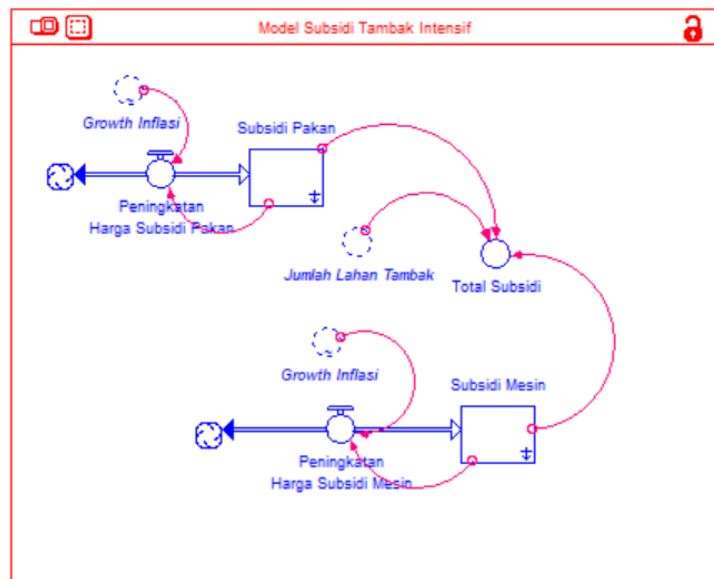 Model Subsidi Tambak Intensif
Growth Inflasi
Subsidi Pakan
Peningkatan
Harga Subsidi Pakan
Jumlah Lahan Tambak
Total Subsidi
Growth Inflasi
Subsidi Mesin
Peningkatan
Harga Subsidi Mesin